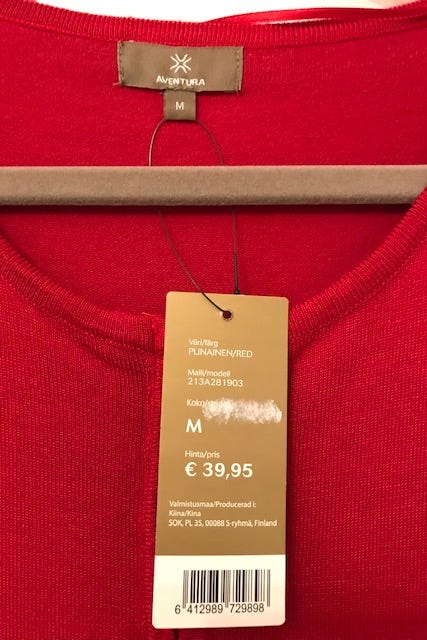 AVENTURA
M
Väri/färg
PUNAINEN/RED
Malli/modell
213A281903
M
Hinta/pris
€ 39,95
Valmistusmaa/Producerad i:
Kiina/Kina
SOK, PL 35, 00088 S-ryhmä, Finland
6 412989 729898